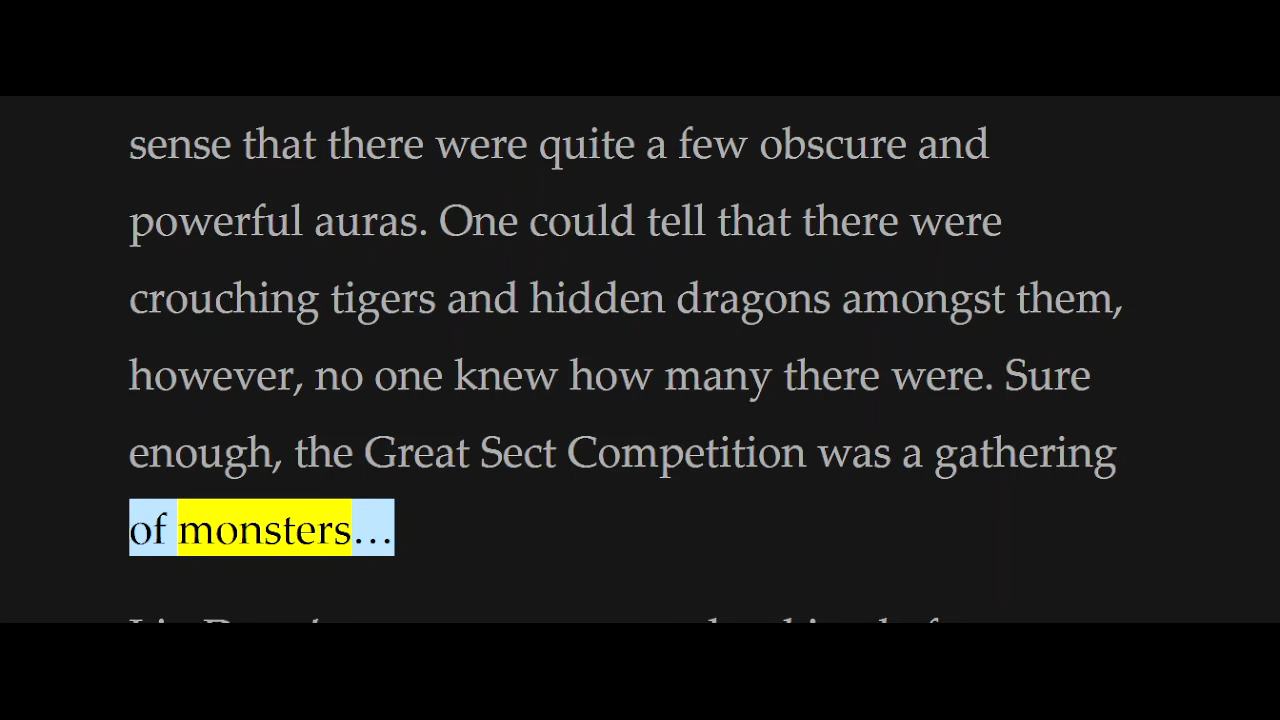 sense that there were quite a few obscure and
powerful auras. One could tell that there were
crouching tigers and hidden dragons amongst them,
however, no one knew how many there were. Sure
enough, the Great Sect Competition was a gathering
of monsters…